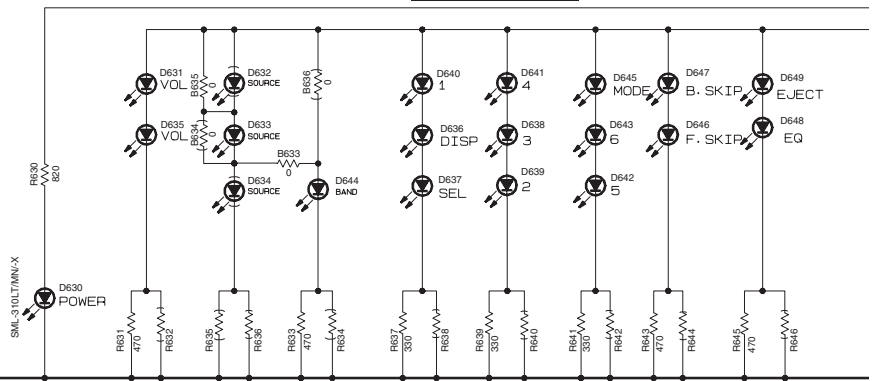 D631
VOL
B635
0
D632
SOURCE
B636
0
D640
1
D641
4
D645
MODE
D647
B. SKIP
D649
EJECT
D635
VOL
B634
0
D633
SOURCE
D636
DISP
D638
3
D643
6
D646
F. SKIP
D648
EQ
B633
0
D634
SOURCE
D644
BAND
D637
SEL
D639
2
D642
5
R630
820
SML-310LT/MN/-X
D630
POWER
R631
470
R632
R635
R636
R633
470
R634
R637
330
R638
R639
330
R640
R641
330
R642
R643
470
R644
R645
470
R646